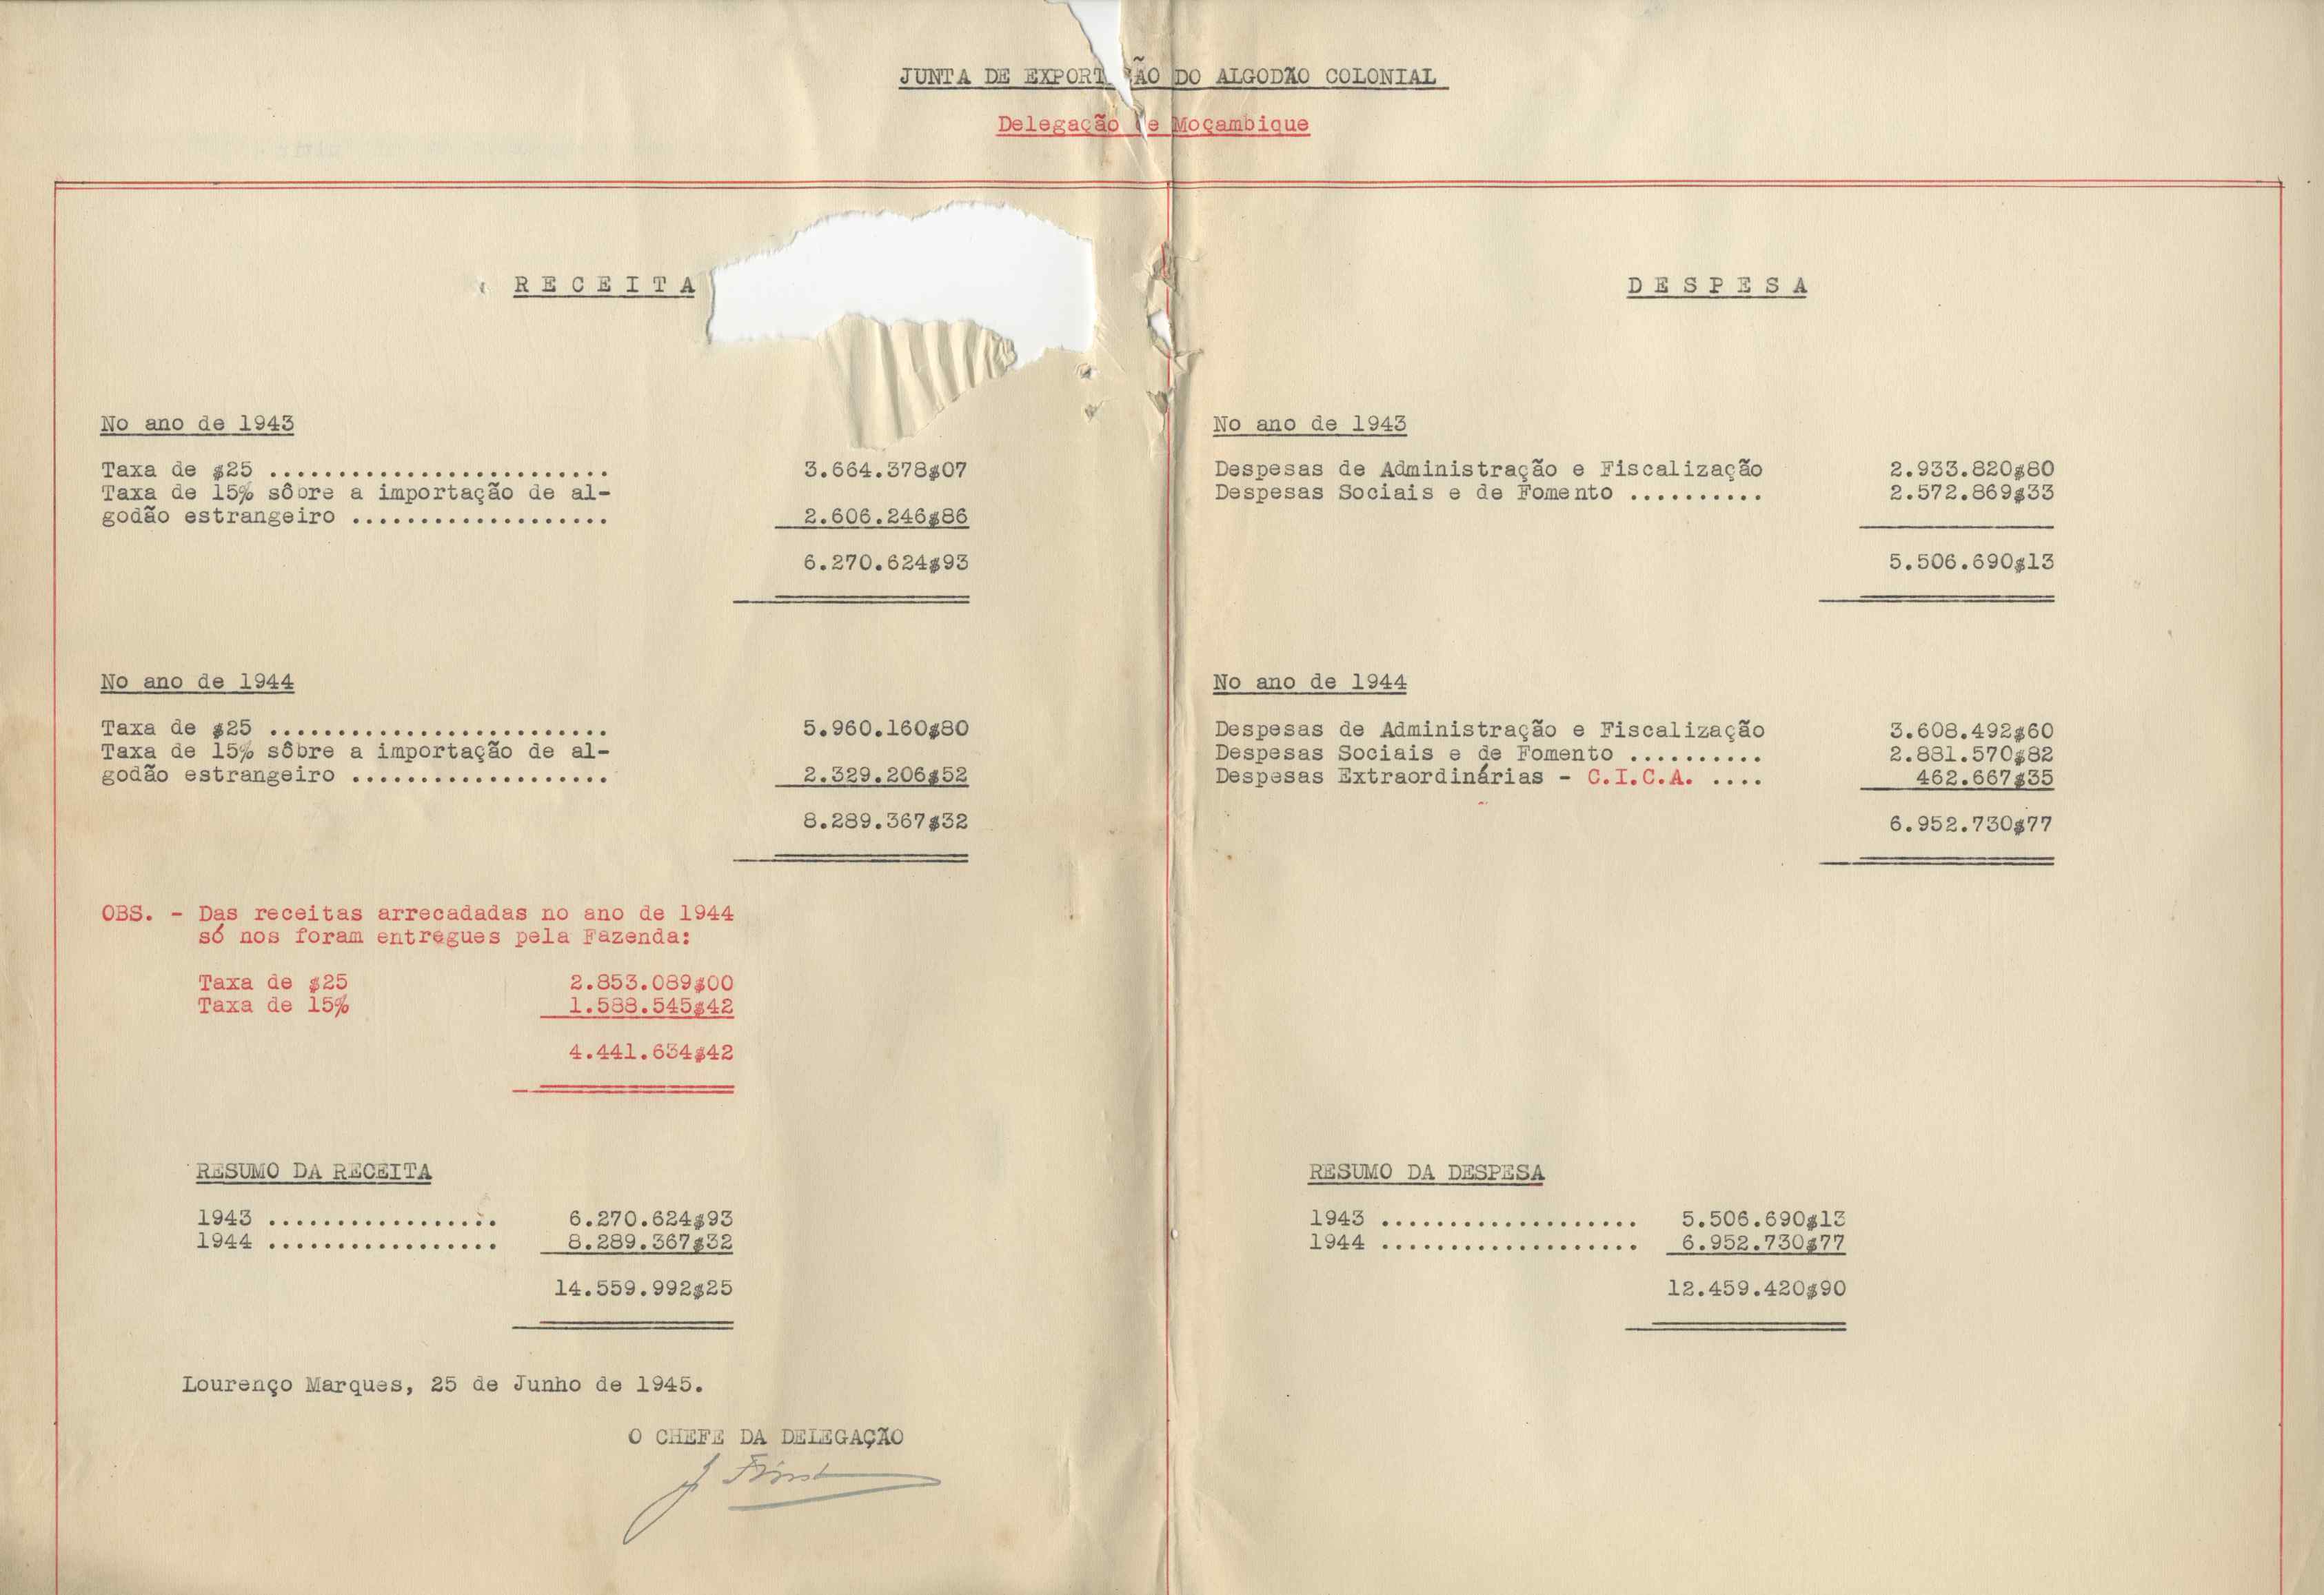 JUNTA DE EXPORT ÇÃO DO ALGODÃO COLONIAL
Delegação de Moçambique
RECEITA
No ano de 1943
Taxa de $25 ......................... 3.664.378$07
Taxa de 15% sôbre a importação de al-
godão estrangeiro ................... 2.606.246$86
6.270.624$93
No ano de 1944
Taxa de $25 ......................... 5.960.160$80
Taxa de 15% sôbre a importação de al-
godão estrangeiro ................... 2.329.206$52
8.289.367$32
OBS. - Das receitas arrecadadas no ano de 1944
só nos foram entregues pela Fazenda:
Taxa de $25 2.853.089$00
Taxa de 15% 1.588.545$42
4.441.634$42
RESUMO DA RECEITA
1943 ................. 6.270.624$93
1944 ................. 8.289.367$32
14.559.992$25
Lourenço Marques, 25 de Junho de 1945.
O CHEFE DA DELEGAÇÃO
DESPESA
No ano de 1943
Despesas de Administração e Fiscalização 2.933.820$80
Despesas Sociais e de Fomento .......... 2.572.869$33
5.506.690$13
No ano de 1944
Despesas de Administração e Fiscalização 3.608.492$60
Despesas Sociais e de Fomento .......... 2.881.570$82
Despesas Extraordinárias - C.I.C.A. .... 462.667$35
6.952.730$77
RESUMO DA DESPESA
1943 ................... 5.506.690$13
1944 ................... 6.952.730$77
12.459.420$90